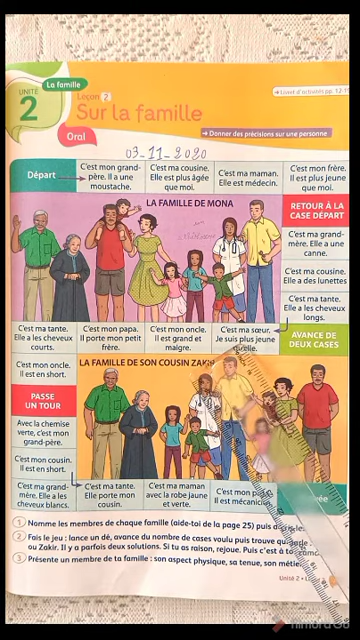 La famille
UNITÉ
2
Leçon 2
Sur la famille
Livret d'activités pp. 12-1
Oral
Donner des précisions sur une personne
03-11-2020
Départ
C'est mon grand-
père. Il a une
moustache.
C'est ma cousine.
Elle est plus âgée
que moi.
C'est ma maman.
Elle est médecin.
C'est mon frère.
Il est plus jeune
que moi.
LA FAMILLE DE MONA
RETOUR À LA
CASE DÉPART
C'est ma grand-
mère. Elle a une
canne.
C'est ma cousine.
Elle a des lunettes
C'est ma tante.
Elle a les cheveux
longs.
C'est ma tante.
Elle a les cheveux
courts.
C'est mon papa.
Il porte mon petit
frère.
C'est mon oncle.
Il est grand et
maigre.
C'est ma sœur.
Je suis plus jeune
AVANCE DE
DEUX CASES
C'est mon oncle.
Il est en short.
LA FAMILLE DE SON COUSIN ZAK
PASSE
UN TOUR
Avec la chemise
verte, c'est mon
grand-père.
C'est mon cousin.
Il est en short.
C'est ma grand-
mère. Elle a les
cheveux blancs.
C'est ma tante.
Elle porte mon
cousin.
C'est ma maman
avec la robe jaune
et verte.
C'est mon
Il est mécanici
1 Nomme les membres de chaque famille (aide-toi de la page 25) puis
2 Fais le jeu : lance un dé, avance du nombre de cases voulu puis trouve
ou Zakir. Il y a parfois deux solutions. Si tu as raison, rejoue. Puis c'est à
3 Présente un membre de ta famille : son aspect physique, sa tenue, son métier
Unité 2